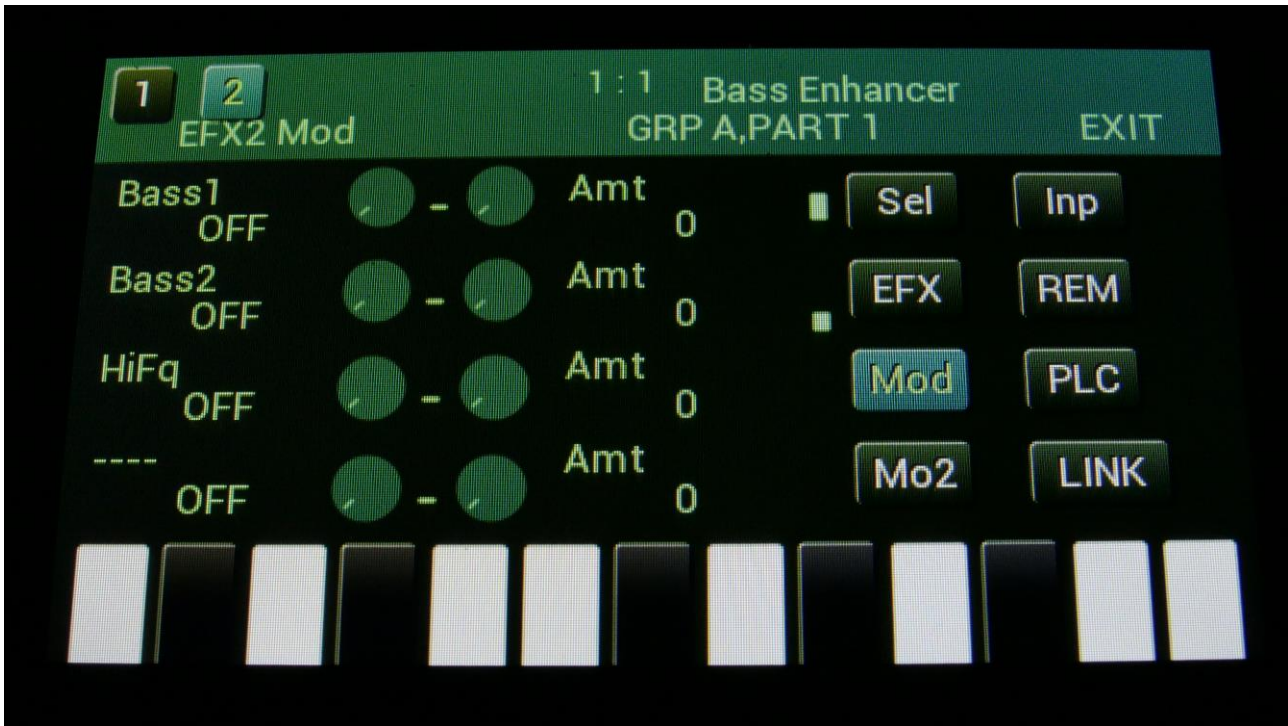 1 2 1 : 1 Bass Enhancer
EFX2 Mod GRP A,PART 1 EXIT
Bass1 - Amt Sel Inp
OFF 0
Bass2 - Amt EFX REM
OFF 0
HiFq - Amt Mod PLC
OFF 0
---- - Amt Mo2 LINK
OFF 0